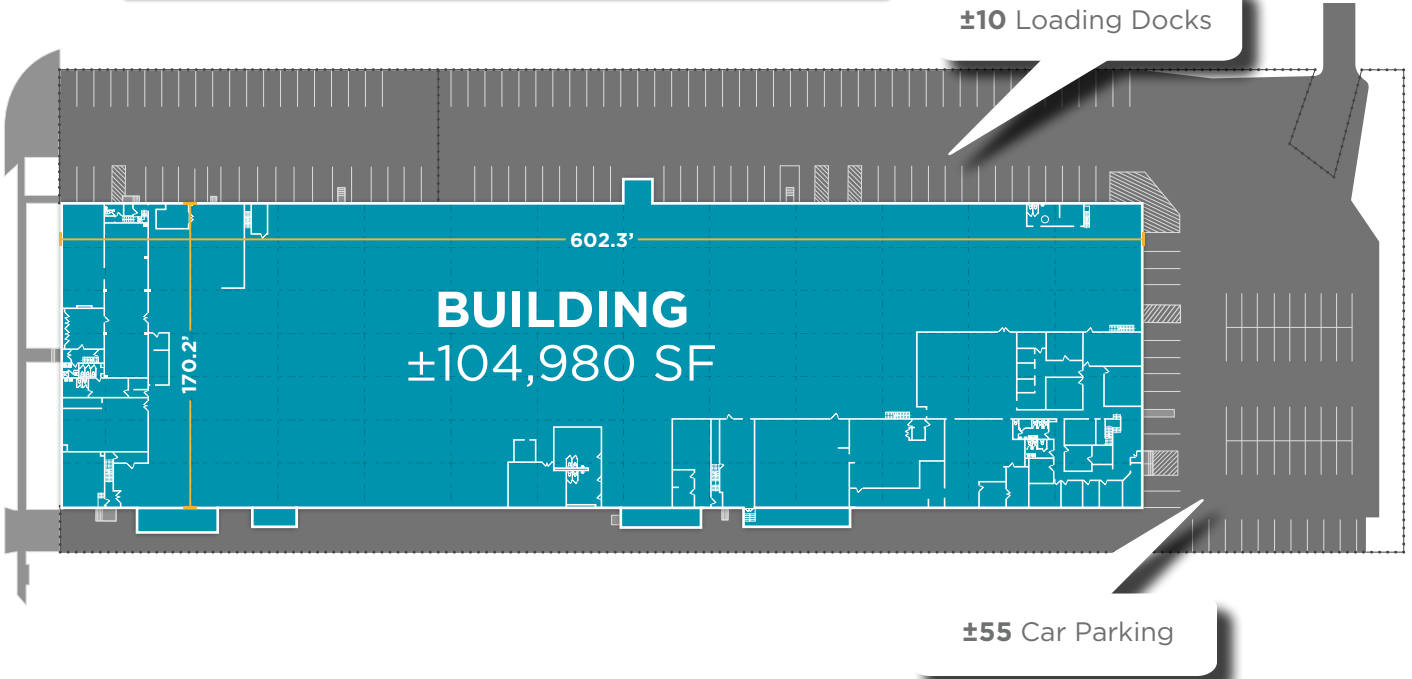 ±10 Loading Docks
602.3’
BUILDING
±104,980 SF
170.2’
±55 Car Parking